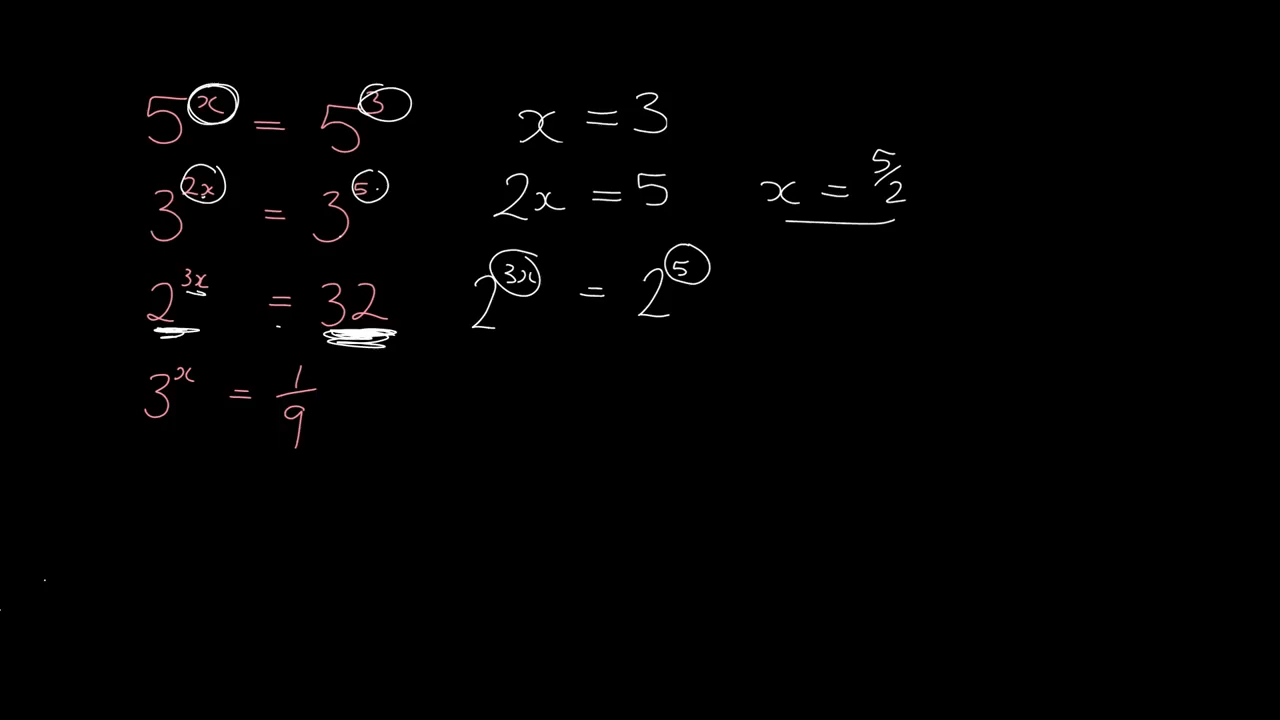 5^x = 5^3 x = 3
3^2x = 3^5 2x = 5 x = 5/2
2^3x = 32 2^3x = 2^5
3^x = 1/9